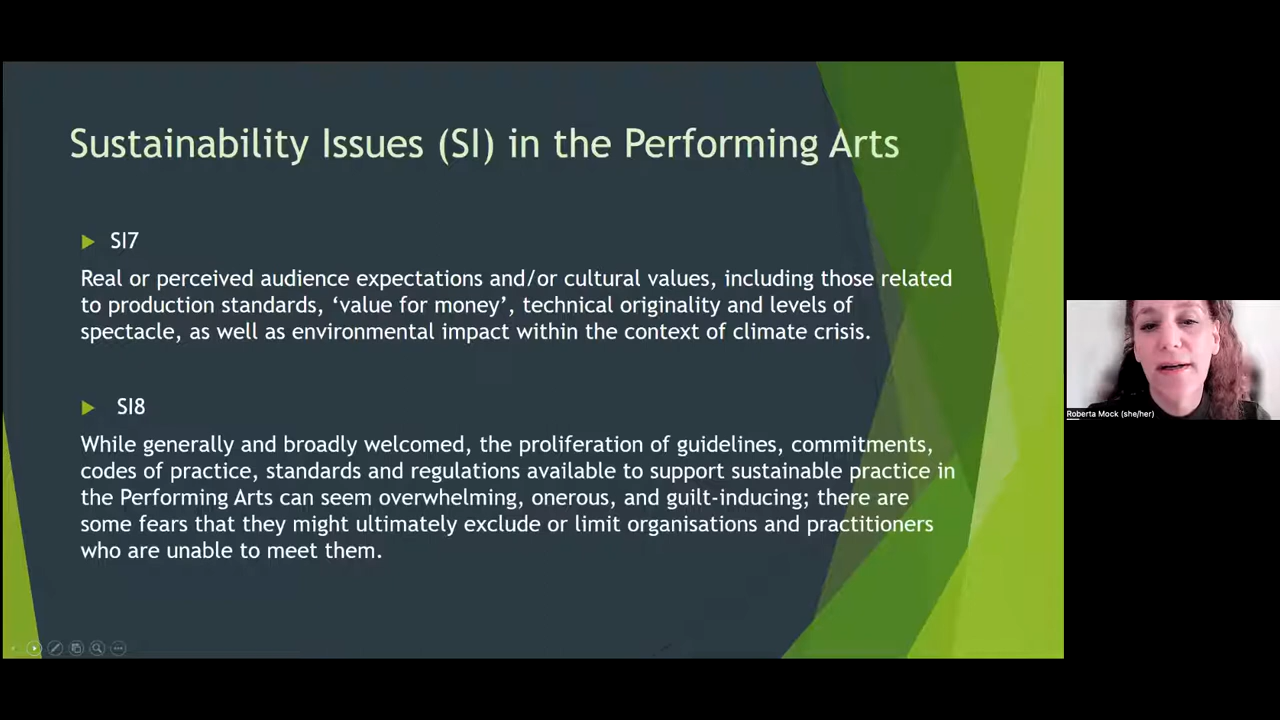 Sustainability Issues (SI) in the Performing Arts
SI7
Real or perceived audience expectations and/or cultural values, including those related
to production standards, ‘value for money’, technical originality and levels of
spectacle, as well as environmental impact within the context of climate crisis.
SI8
While generally and broadly welcomed, the proliferation of guidelines, commitments,
codes of practice, standards and regulations available to support sustainable practice in
the Performing Arts can seem overwhelming, onerous, and guilt-inducing; there are
some fears that they might ultimately exclude or limit organisations and practitioners
who are unable to meet them.
Roberta Mock (she/her)